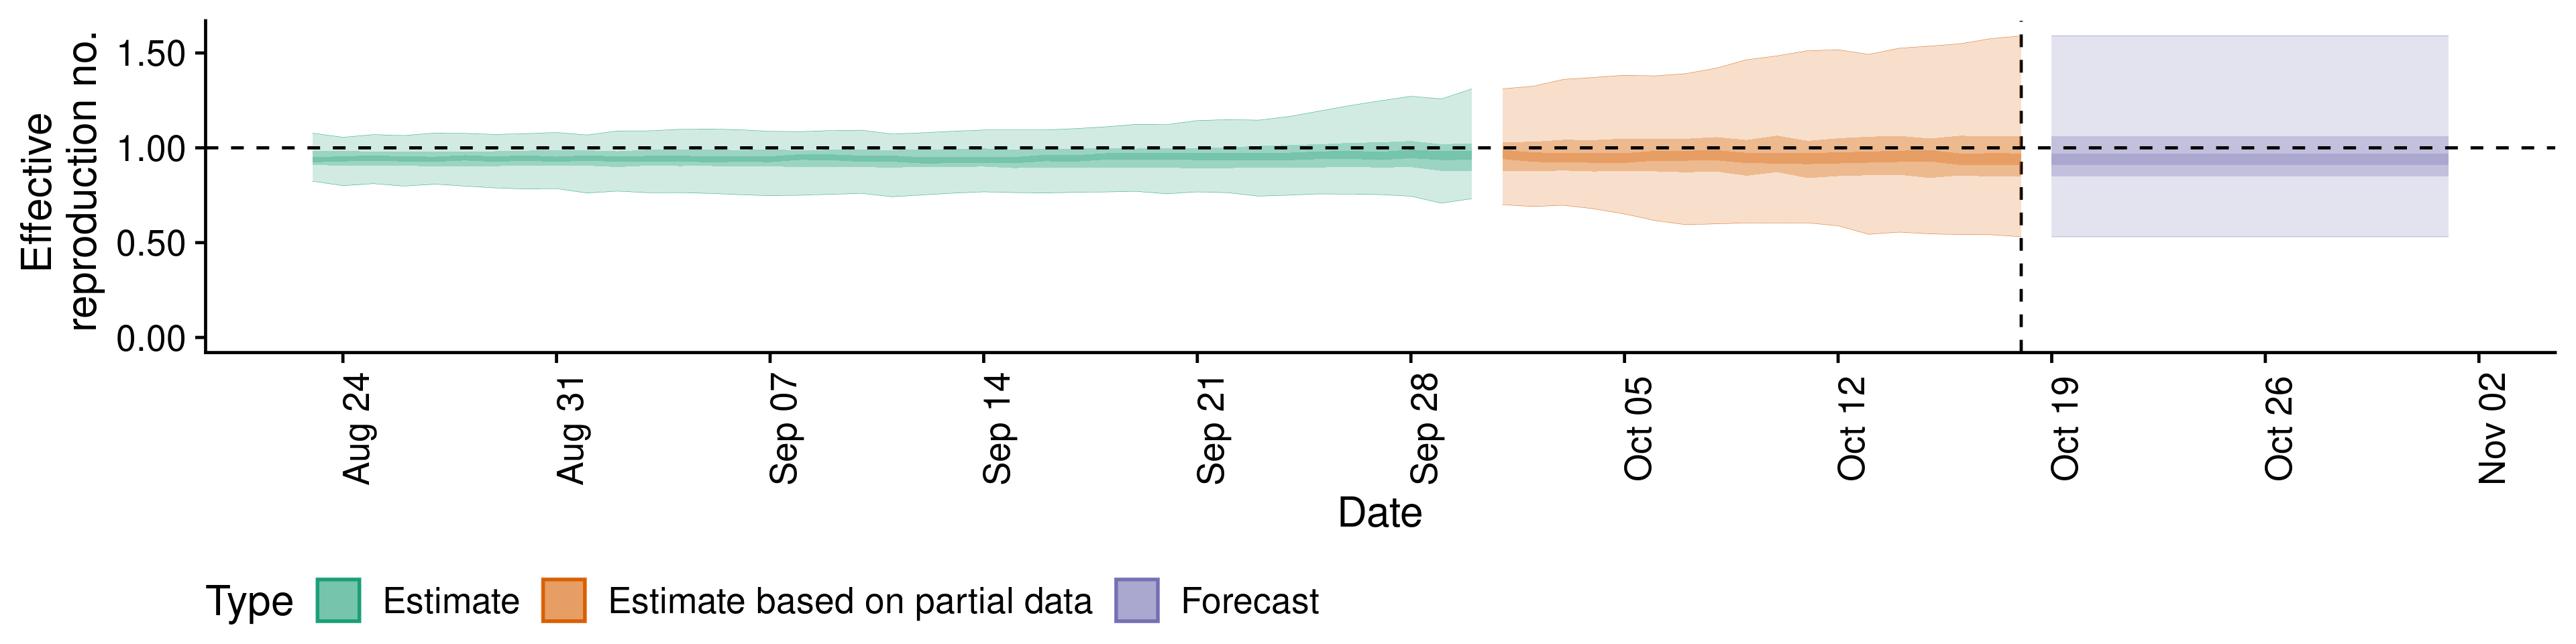 Effective
reproduction no.
1.50
1.00
0.50
0.00
Aug 24
Aug 31
Sep 07
Sep 14
Sep 21
Sep 28
Oct 05
Oct 12
Oct 19
Oct 26
Nov 02
Date
Type Estimate Estimate based on partial data Forecast